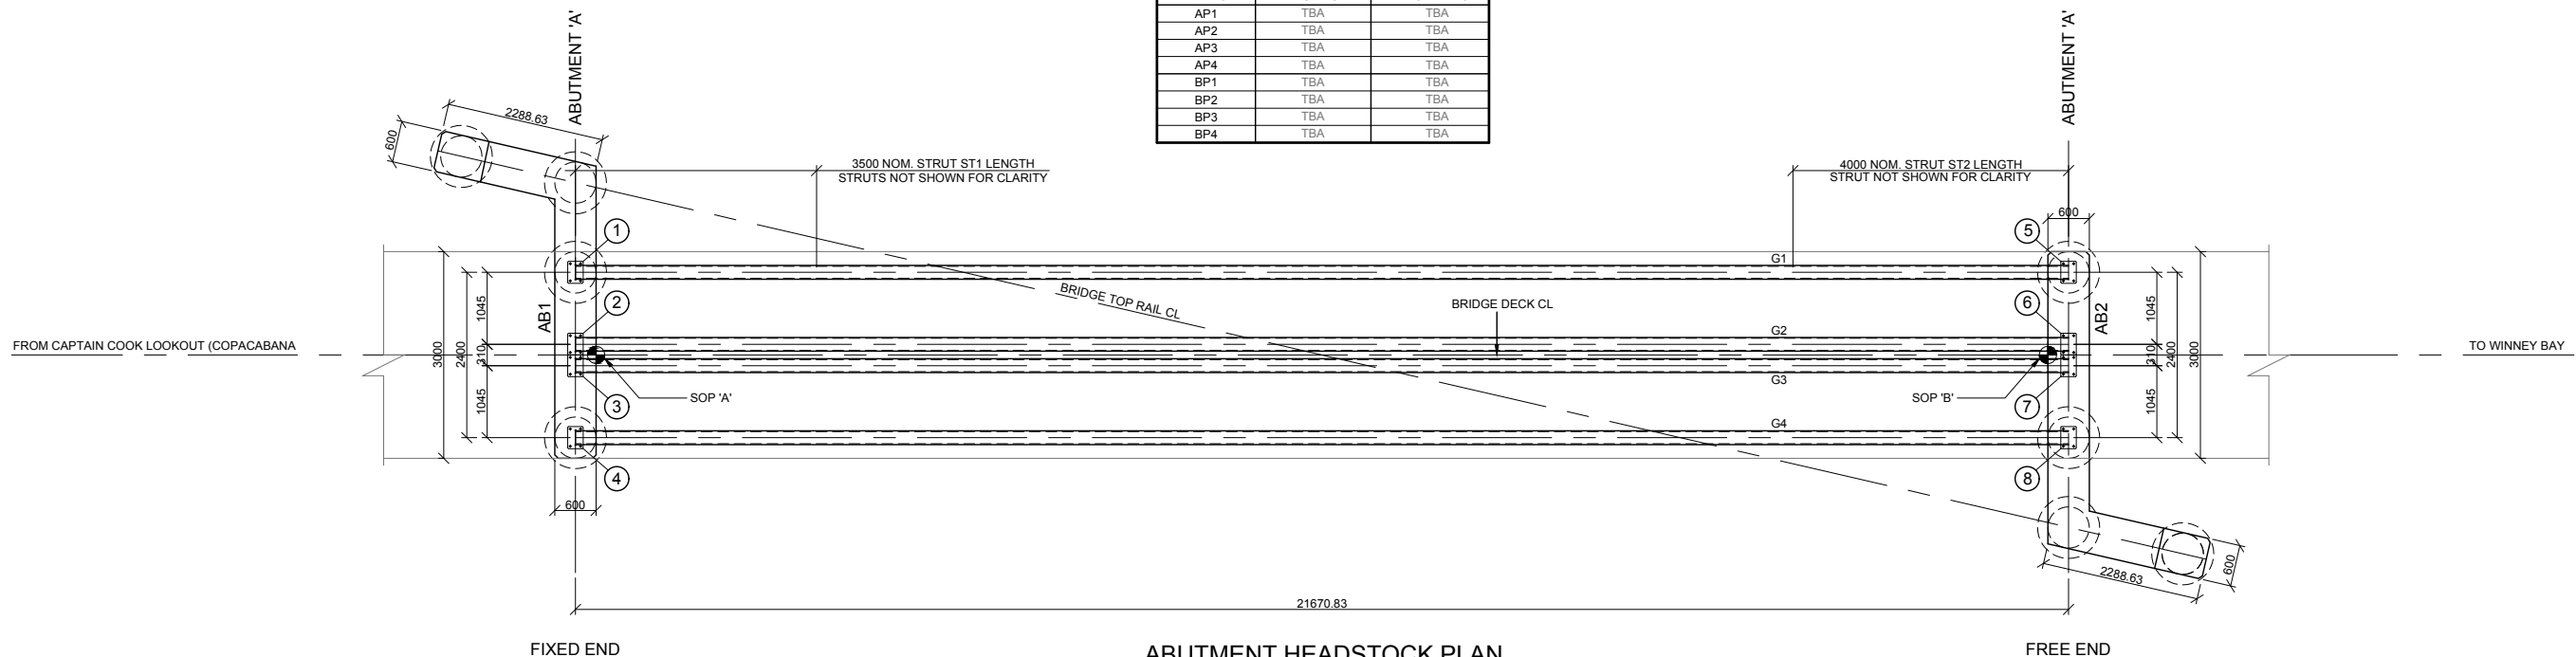 AP1 TBA TBA
AP2 TBA TBA
AP3 TBA TBA
AP4 TBA TBA
BP1 TBA TBA
BP2 TBA TBA
BP3 TBA TBA
BP4 TBA TBA
ABUTMENT 'A'
ABUTMENT 'A'
2288.63
600
3500 NOM. STRUT ST1 LENGTH
STRUTS NOT SHOWN FOR CLARITY
4000 NOM. STRUT ST2 LENGTH
STRUT NOT SHOWN FOR CLARITY
600
1
5
G1
BRIDGE TOP RAIL CL
BRIDGE DECK CL
2
6
AB1
AB2
G2
FROM CAPTAIN COOK LOOKOUT (COPACABANA
TO WINNEY BAY
3000
2400
1045
310
1045
1045
310
1045
2400
3000
G3
SOP 'A'
SOP 'B'
3
7
G4
4
8
600
2288.63
600
21670.83
FIXED END
ABUTMENT HEADSTOCK PLAN
FREE END